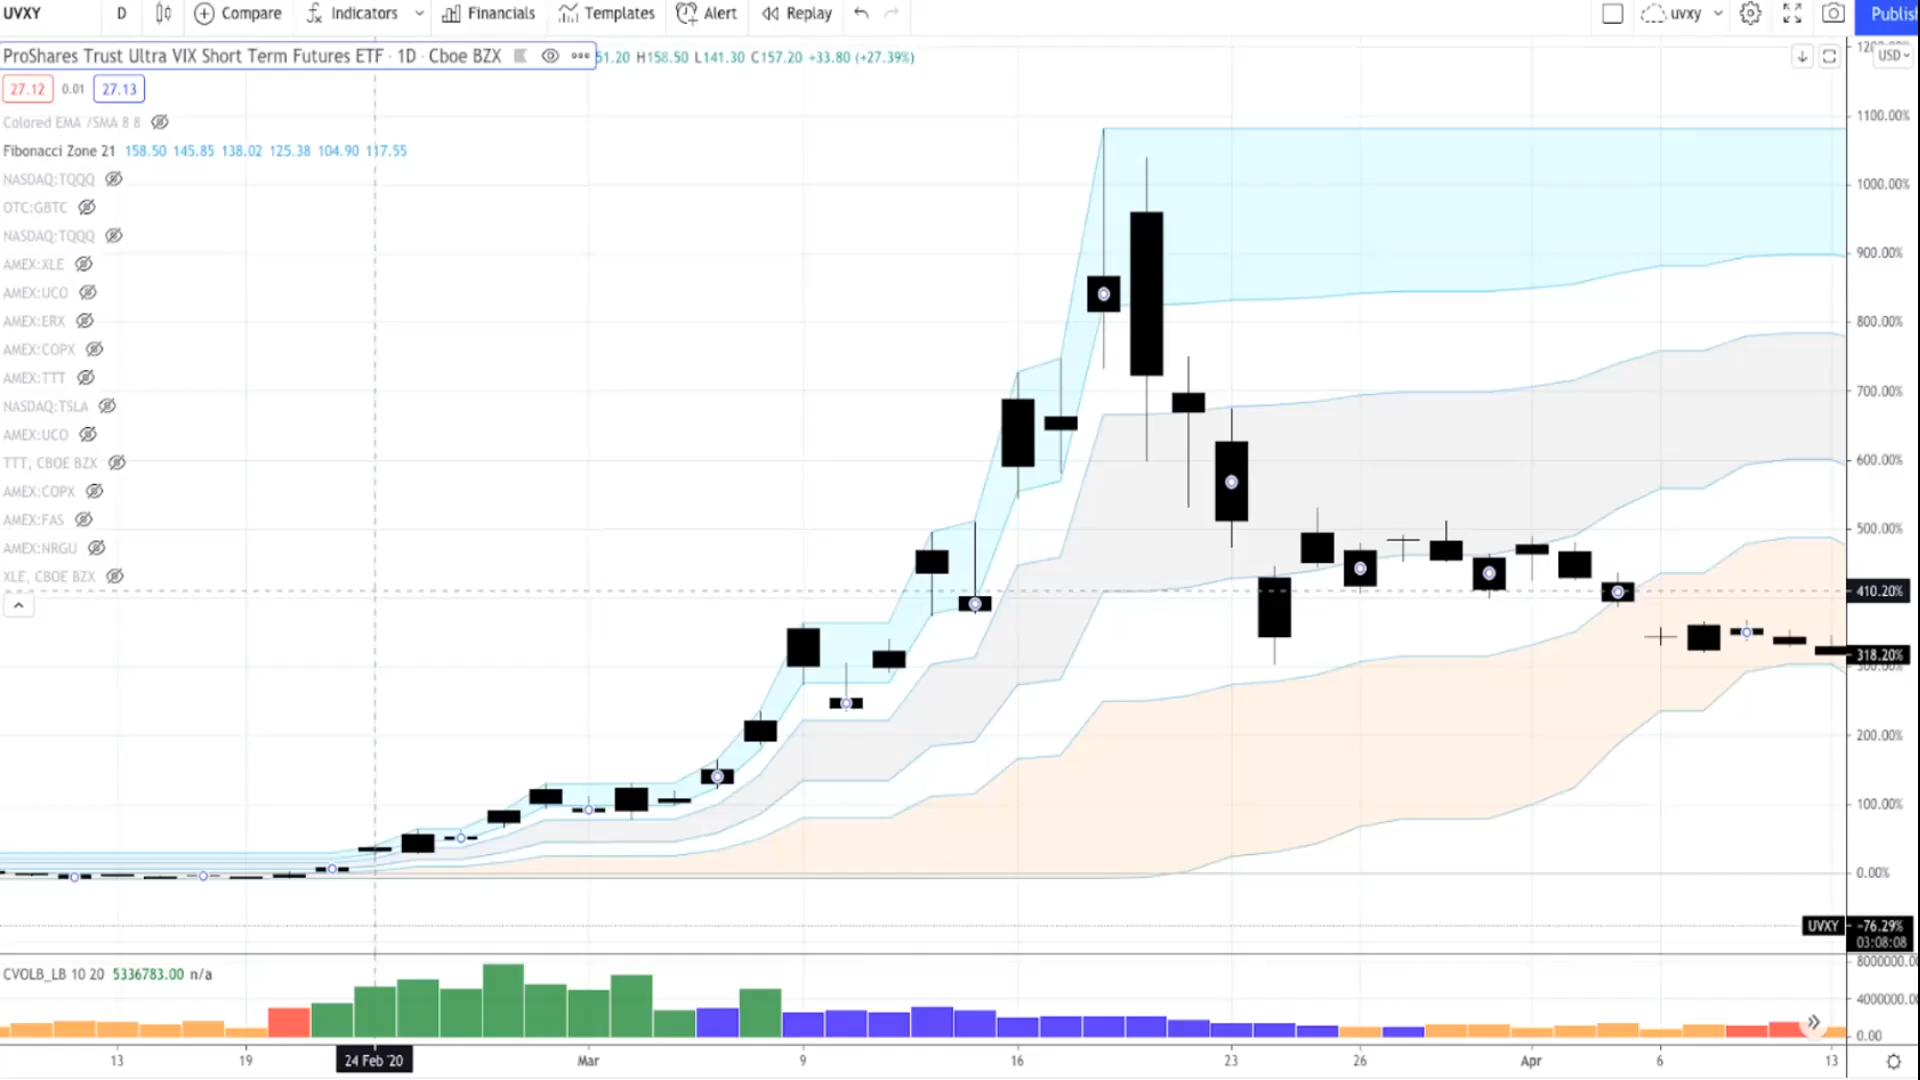 UVXY D Compare Indicators Financials Templates Alert Replay uvxy Publis
ProShares Trust Ultra VIX Short Term Futures ETF · 1D · Cboe BZX 51.20 H158.50 L141.30 C157.20 +33.80 (+27.39%)
USD
27.12 0.01 27.13
Colored EMA /SMA 8 8
Fibonacci Zone 21 158.50 145.85 138.02 125.38 104.90 117.55
NASDAQ:TQQQ
OTC:GBTC
NASDAQ:TQQQ
AMEX:XLE
AMEX:UCO
AMEX:ERX
AMEX:COPX
AMEX:TTT
NASDAQ:TSLA
AMEX:UCO
TTT, CBOE BZX
AMEX:COPX
AMEX:FAS
AMEX:NRGU
XLE, CBOE BZX
1100.00%
1000.00%
900.00%
800.00%
700.00%
600.00%
500.00%
410.20%
318.20%
200.00%
100.00%
0.00%
UVXY -76.29%
03:08:08
CVOLB_LB 10 20 5336783.00 n/a
8000000.0
4000000.0
0.00
13 19 24 Feb '20 Mar 9 16 23 26 Apr 6 13